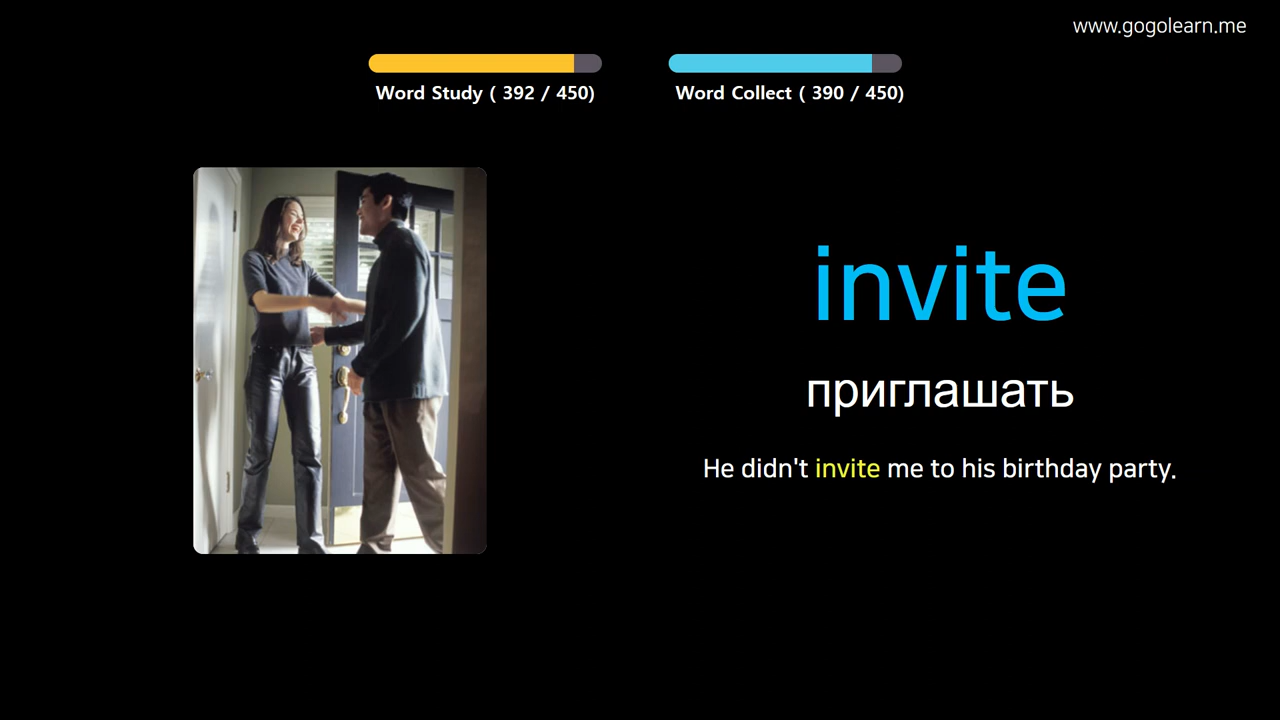 www.gogolearn.me
Word Study ( 392 / 450)
Word Collect ( 390 / 450)
invite
приглашать
He didn't invite me to his birthday party.